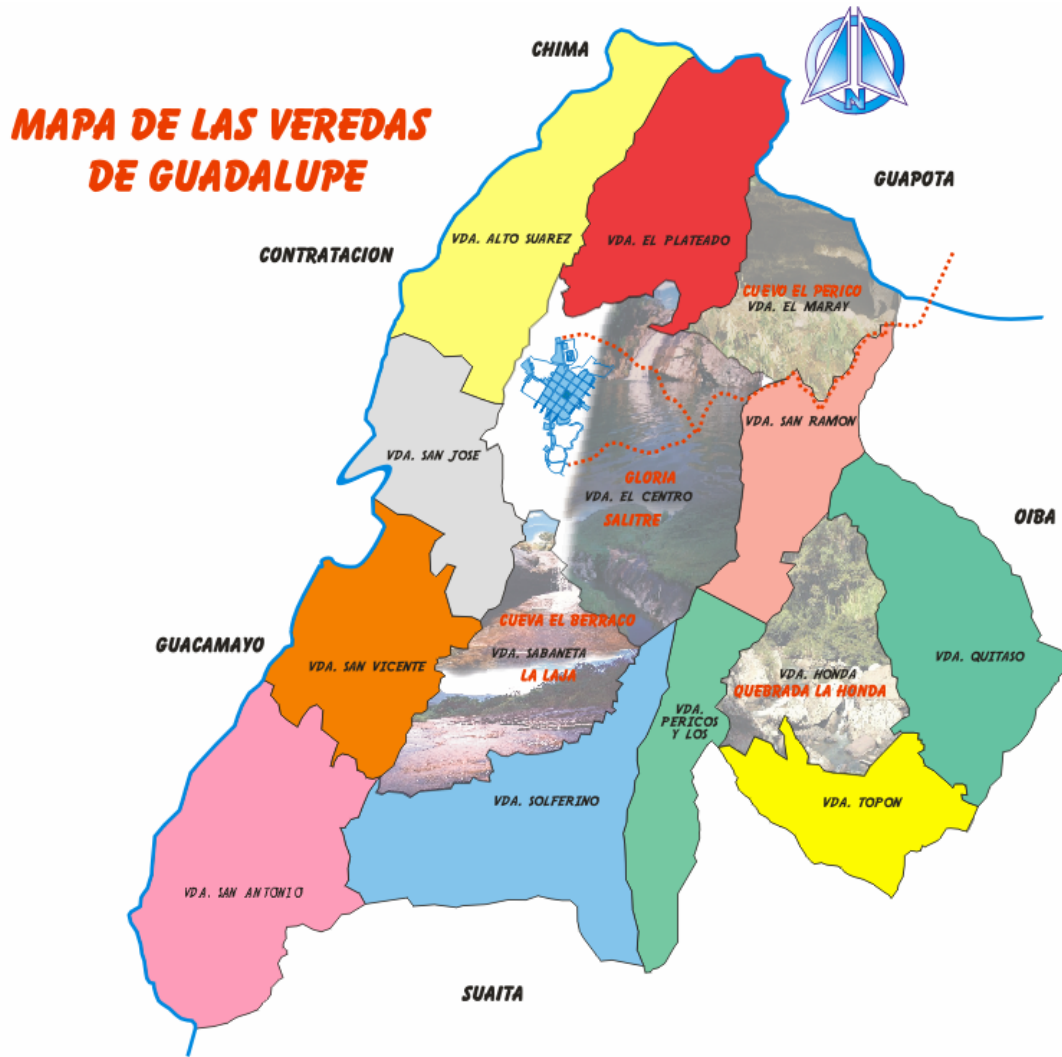 CHIMA
N
MAPA DE LAS VEREDAS
DE GUADALUPE
GUAPOTA
VDA. ALTO SUAREZ
VDA. EL PLATEADO
CONTRATACION
CUEVO EL PERICO
VDA. EL MARAY
VDA. SAN RAMON
VDA. SAN JOSE
GLORIA
VDA. EL CENTRO
SALITRE
OIBA
CUEVA EL BERRACO
GUACAMAYO
VDA. SABANETA
VDA. QUITASO
VDA. SAN VICENTE
LA LAJA
VDA. HONDA
QUEBRADA LA HONDA
VDA.
PERICOS
Y LOS
VDA. SOLFERINO
VDA. TOPON
VDA. SAN ANTONIO
SUAITA